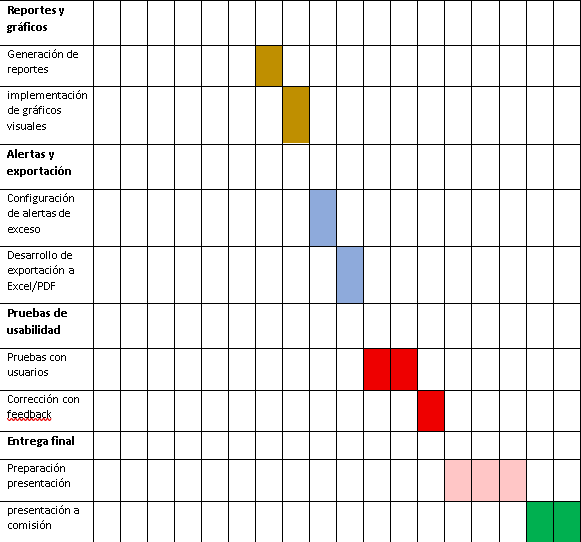 Reportes y
gráficos
Generación de
reportes
implementación
de gráficos
visuales
Alertas y
exportación
Configuración
de alertas de
exceso
Desarrollo de
exportación a
Excel/PDF
Pruebas de
usabilidad
Pruebas con
usuarios
Corrección con
feedback
Entrega final
Preparación
presentación
presentación a
comisión